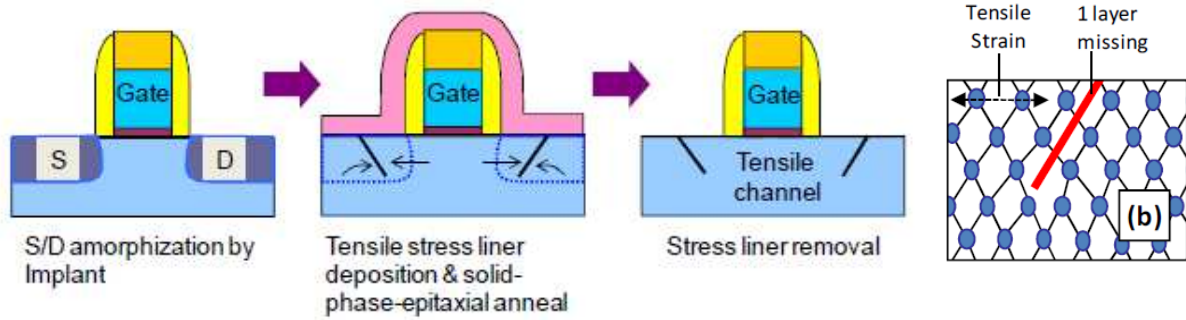 Gate
S
D
S/D amorphization by
Implant
Gate
Tensile stress liner
deposition & solid-
phase-epitaxial anneal
Gate
Tensile
channel
Stress liner removal
Tensile
Strain
1 layer
missing
(b)